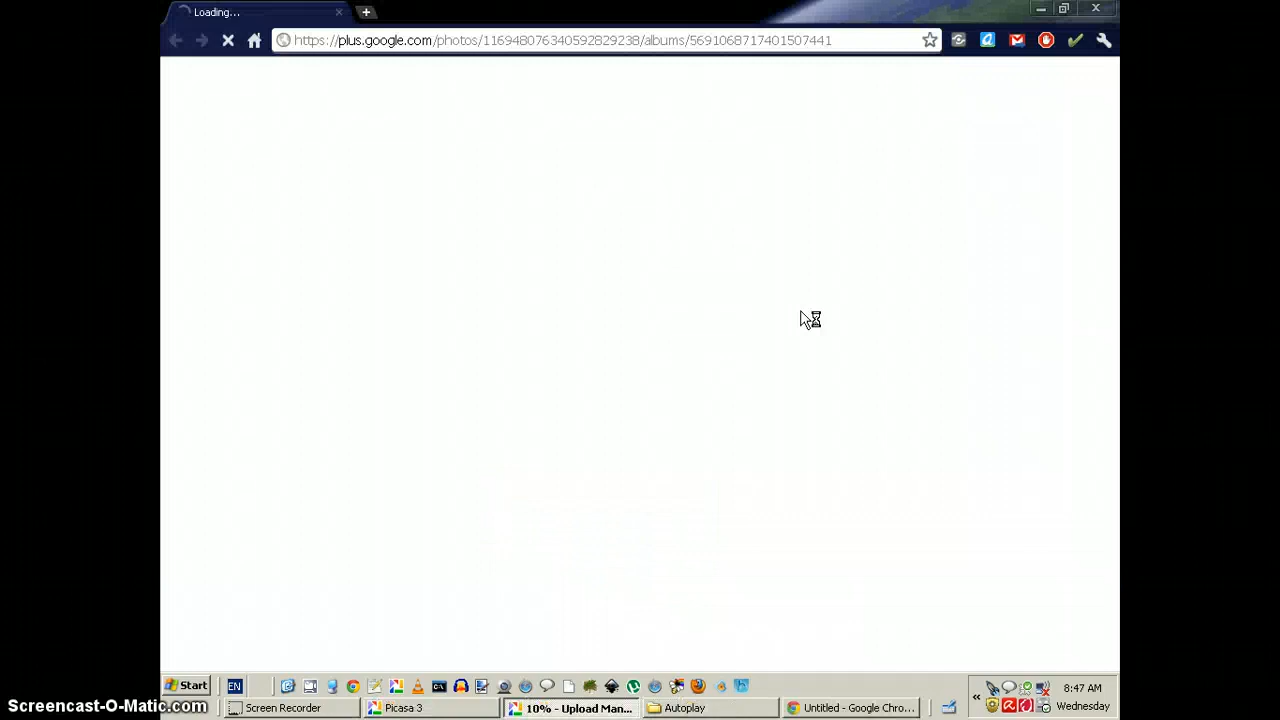 Loading...
https://plus.google.com/photos/116948076340592829238/albums/5691068717401507441
Start
EN
8:47 AM
Screen Recorder
Picasa 3
10% - Upload Man...
Autoplay
Untitled - Google Chro...
Wednesday
Screencast-O-Matic.com